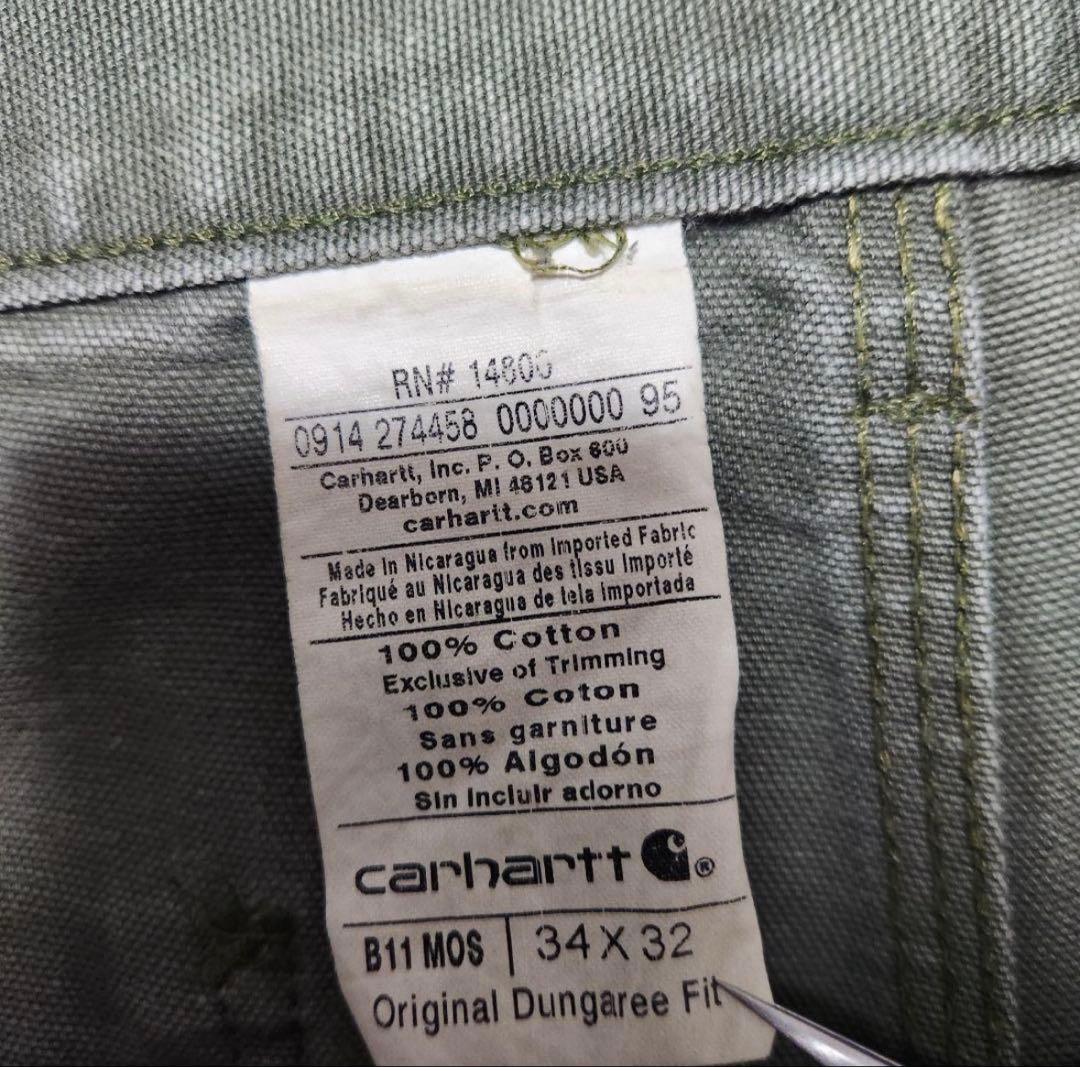 RN# 14806
0914 274458 0000000 95
Carhartt, Inc. P. O. Box 600
Dearborn, MI 48121 USA
carhartt.com
Made in Nicaragua from Imported Fabric
Fabriqué au Nicaragua des tissu Importé
Hecho en Nicaragua de tela importada
100% Cotton
Exclusive of Trimming
100% Coton
Sans garniture
100% Algodón
Sin incluir adorno
carhartt ®
B11 MOS | 34 X 32
Original Dungaree Fit